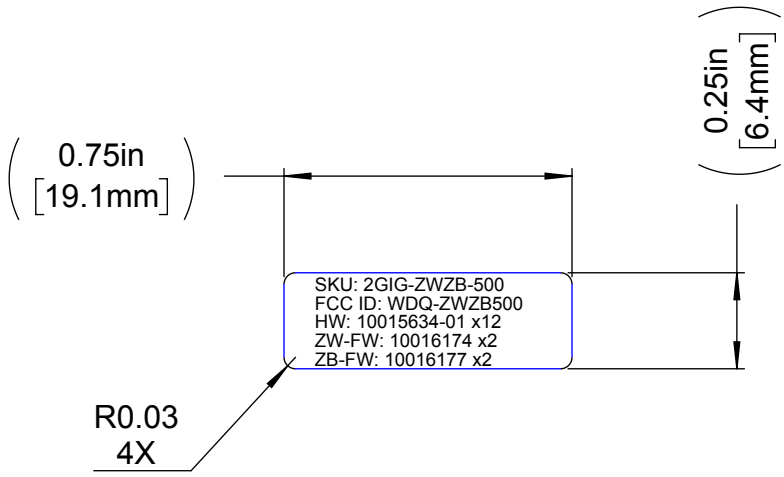 0.75in
[19.1mm]
0.25in
[6.4mm]
SKU: 2GIG-ZWZB-500
FCC ID: WDQ-ZWZB500
HW: 10015634-01 x12
ZW-FW: 10016174 x2
ZB-FW: 10016177 x2
R0.03
4X